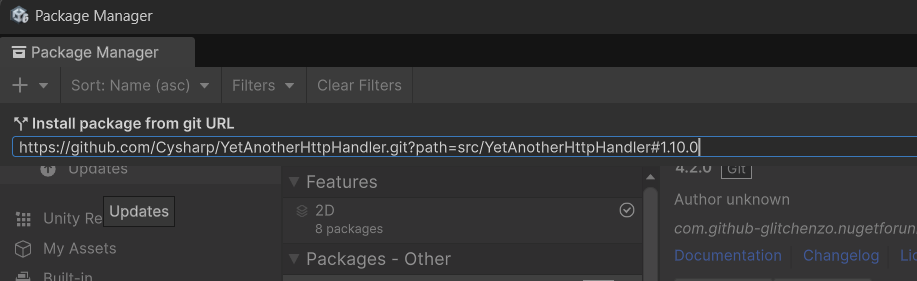 Package Manager
Package Manager
Sort: Name (asc) Filters Clear Filters
Install package from git URL
https://github.com/Cysharp/YetAnotherHttpHandler.git?path=src/YetAnotherHttpHandler#1.10.0
Updates
Updates
Unity Re
My Assets
Built-in
Features
2D
8 packages
Packages - Other
4.2.0 Git
Author unknown
com.github-glitchenzo.nugetforun
Documentation Changelog Lic